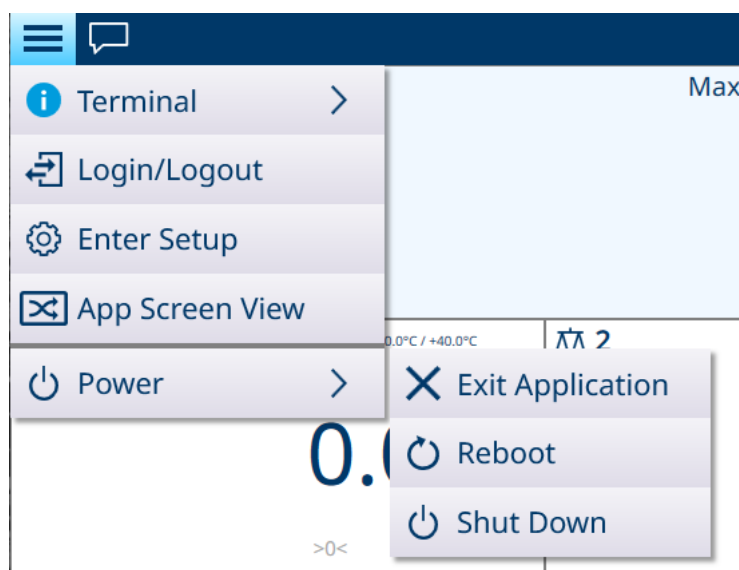 Max
Terminal
Login/Logout
Enter Setup
App Screen View
0.0°C / +40.0°C
2
Power
Exit Application
Reboot
Shut Down
0.
>0<